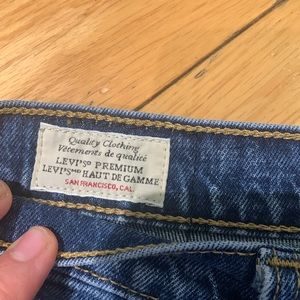 Quality Clothing
Vêtements de qualité
LEVI'S® PREMIUM
LEVI'S HAUT DE GAMME
SAN FRANCISCO, CAL.